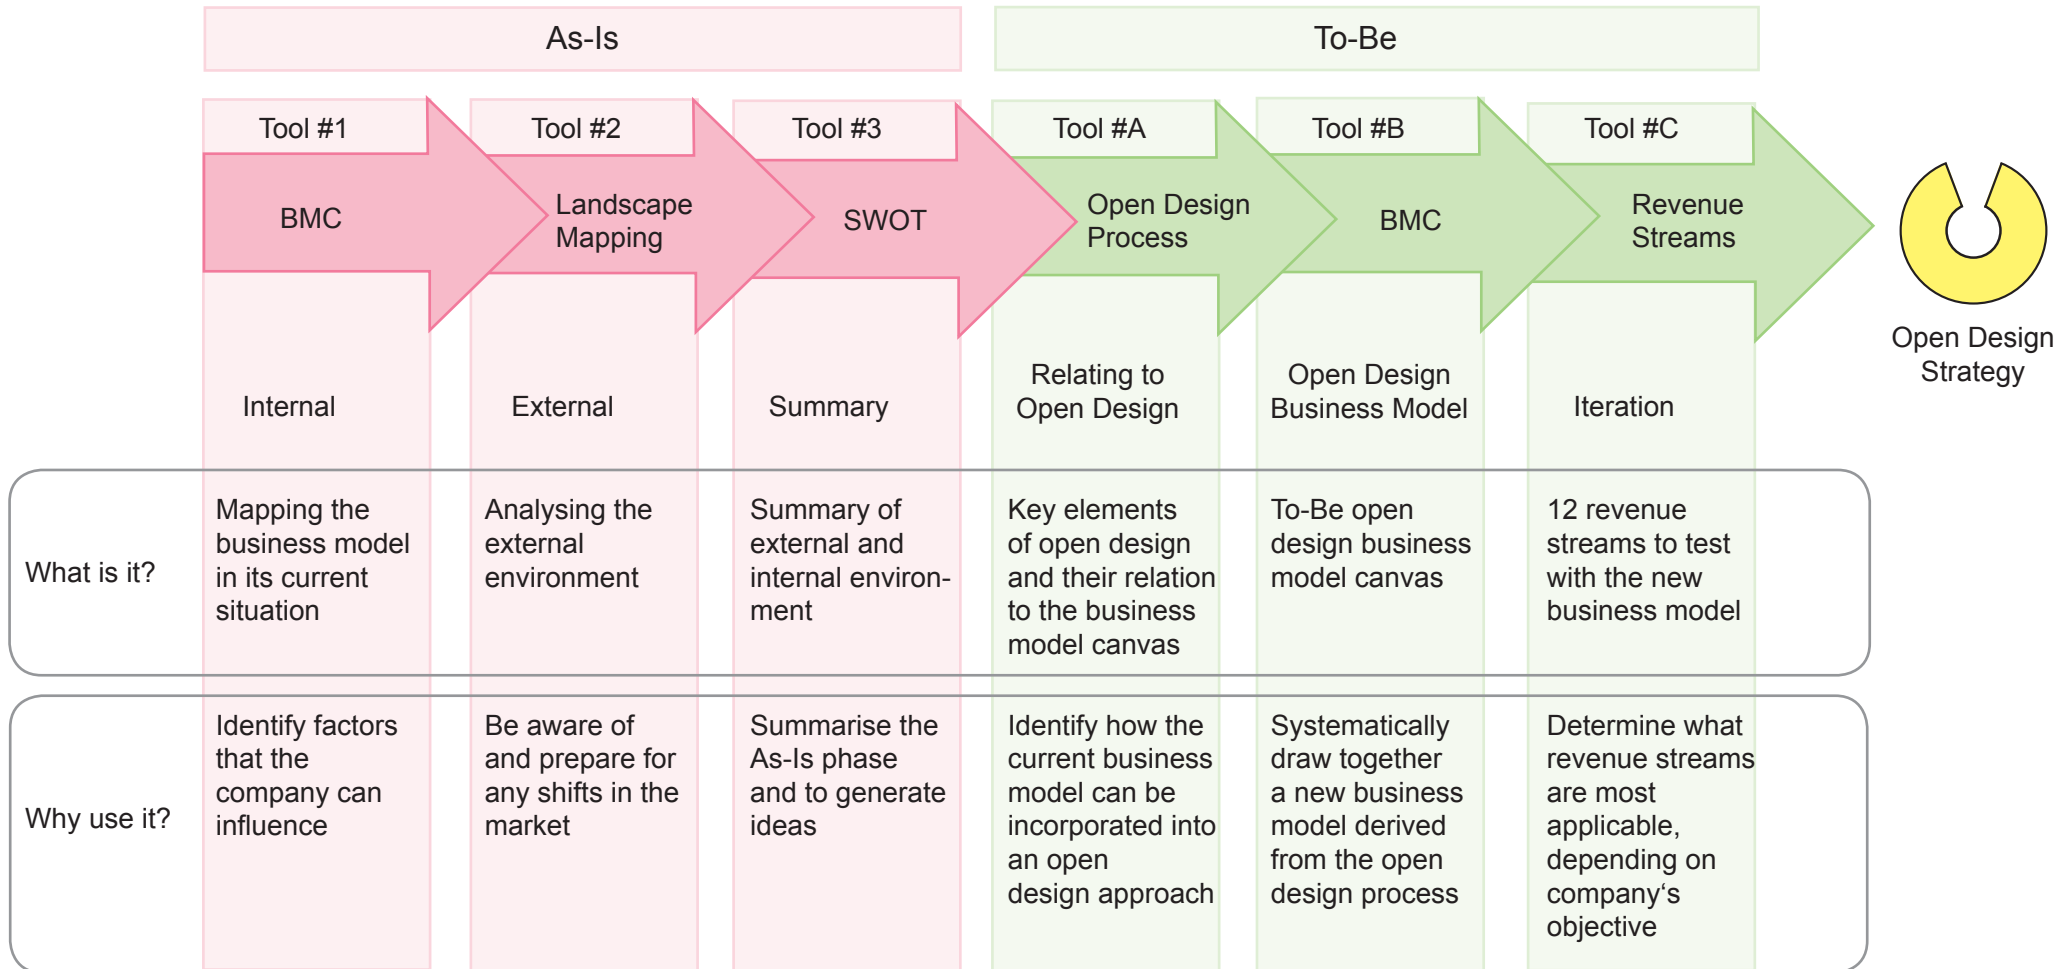 As-Is
To-Be
Tool #1
Tool #2
Tool #3
Tool #A
Tool #B
Tool #C
BMC
Landscape
Mapping
SWOT
Open Design
Process
BMC
Revenue
Streams
Open Design
Strategy
Internal
External
Summary
Relating to
Open Design
Open Design
Business Model
Iteration
What is it?
Mapping the
business model
in its current
situation
Analysing the
external
environment
Summary of
external and
internal environ-
ment
Key elements
of open design
and their relation
to the business
model canvas
To-Be open
design business
model canvas
12 revenue
streams to test
with the new
business model
Why use it?
Identify factors
that the
company can
influence
Be aware of
and prepare for
any shifts in the
market
Summarise the
As-Is phase
and to generate
ideas
Identify how the
current business
model can be
incorporated into
an open
design approach
Systematically
draw together
a new business
model derived
from the open
design process
Determine what
revenue streams
are most
applicable,
depending on
company‘s
objective